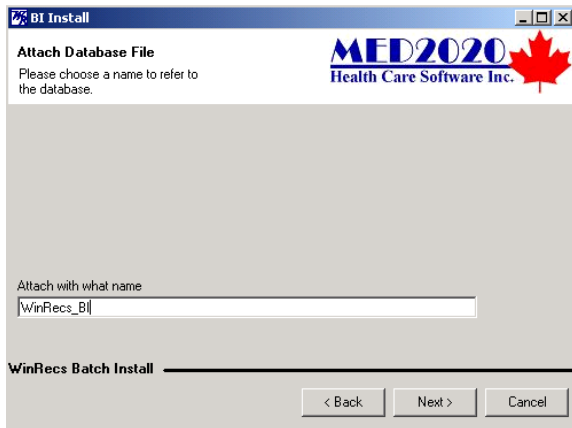 BI Install
Attach Database File
Please choose a name to refer to
the database.
MED2020
Health Care Software Inc.
Attach with what name
WinRecs_BI
WinRecs Batch Install
< Back
Next >
Cancel